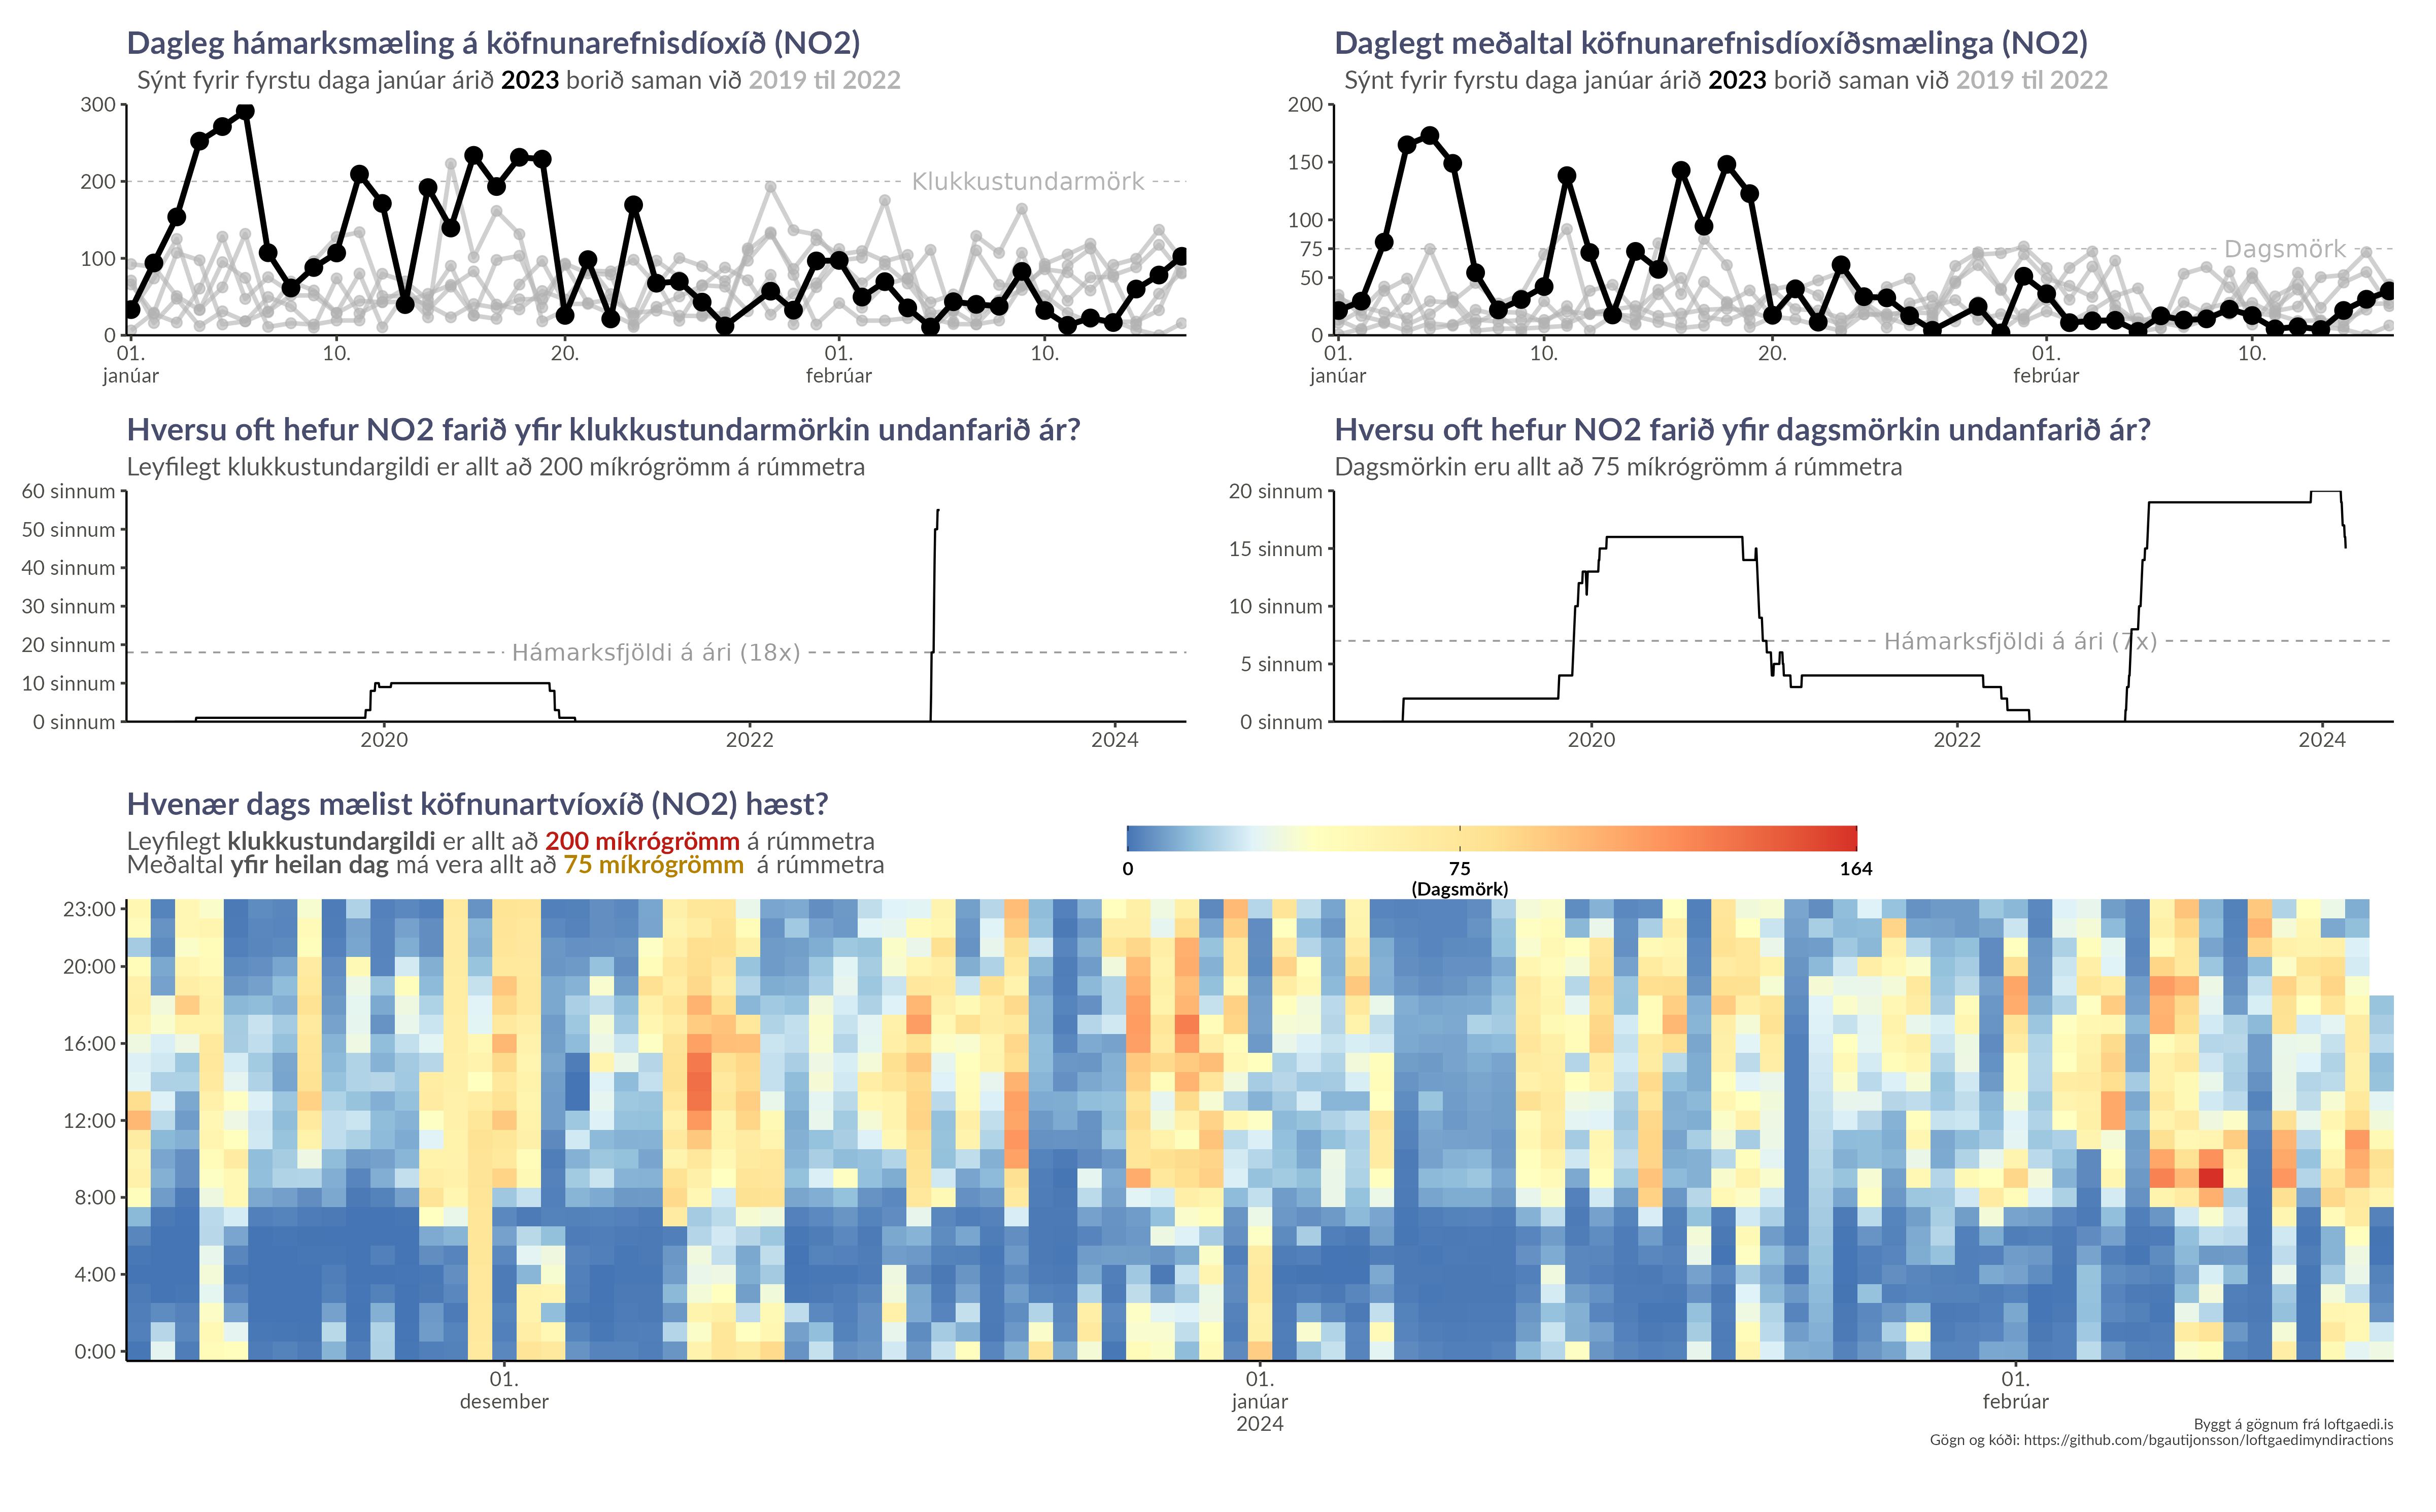 Dagleg hámarksmæling á köfnunarefnisdíoxíð (NO2)
Sýnt fyrir fyrstu daga janúar árið 2023 borið saman við 2019 til 2022
300
200
100
0
Klukkustundarmörk
01.
janúar
10.
20.
01.
febrúar
10.
Daglegt meðaltal köfnunarefnisdíoxíðsmælinga (NO2)
Sýnt fyrir fyrstu daga janúar árið 2023 borið saman við 2019 til 2022
200
150
100
75
50
0
Dagsmörk
01.
janúar
10.
20.
01.
febrúar
10.
Hversu oft hefur NO2 farið yfir klukkustundarmörkin undanfarið ár?
Leyfilegt klukkustundargildi er allt að 200 míkrógrömm á rúmmetra
60 sinnum
50 sinnum
40 sinnum
30 sinnum
20 sinnum
10 sinnum
0 sinnum
Hámarksfjöldi á ári (18x)
2020
2022
2024
Hversu oft hefur NO2 farið yfir dagsmörkin undanfarið ár?
Dagsmörkin eru allt að 75 míkrógrömm á rúmmetra
20 sinnum
15 sinnum
10 sinnum
5 sinnum
0 sinnum
Hámarksfjöldi á ári (7x)
2020
2022
2024
Hvenær dags mælist köfnunartvíoxíð (NO2) hæst?
Leyfilegt klukkustundargildi er allt að 200 míkrógrömm á rúmmetra
Meðaltal yfir heilan dag má vera allt að 75 míkrógrömm á rúmmetra
0
75
(Dagsmörk)
164
23:00
20:00
16:00
12:00
8:00
4:00
0:00
01.
desember
01.
janúar
2024
01.
febrúar
Byggt á gögnum frá loftgaedi.is
Gögn og kóði: https://github.com/bgautijonsson/loftgaedimyndiractions